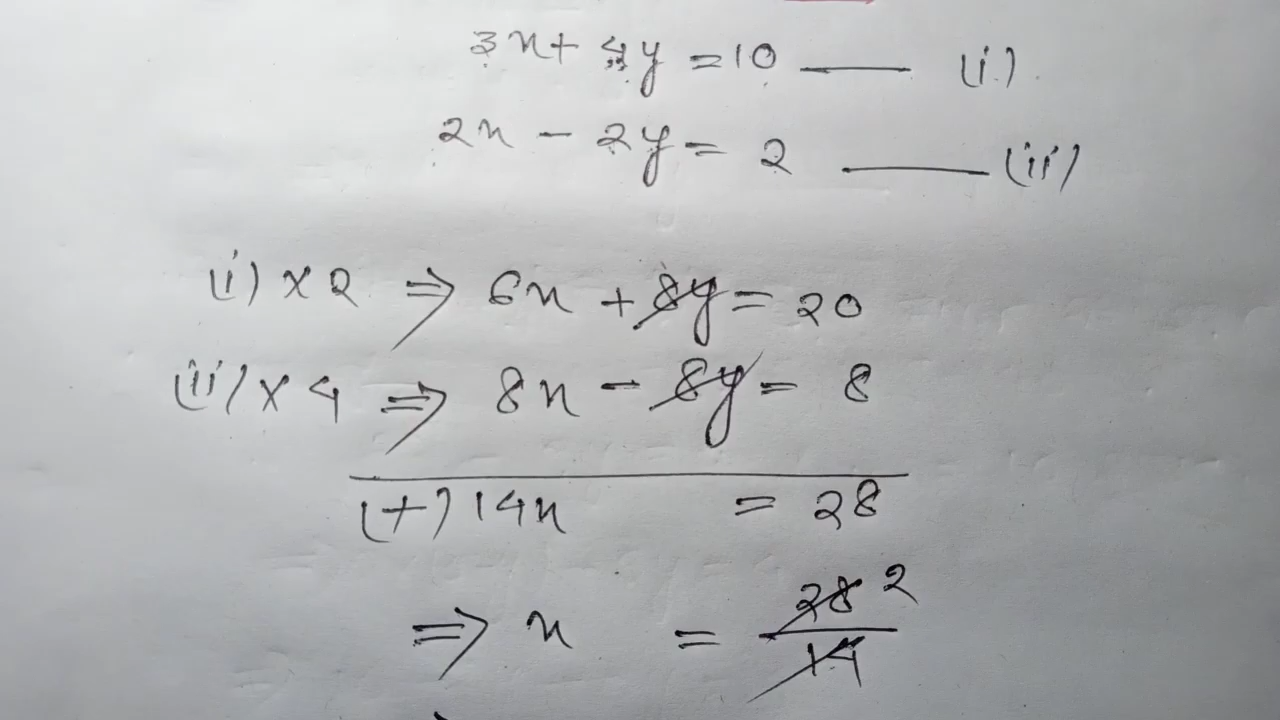 3x + 4y = 10 —— (i)
2x - 2y = 2 —— (ii)
(i) × 2 ⇒ 6x + 8y = 20
(ii) × 4 ⇒ 8x - 8y = 8
(+) 14x = 28
⇒ x = 28/14 2